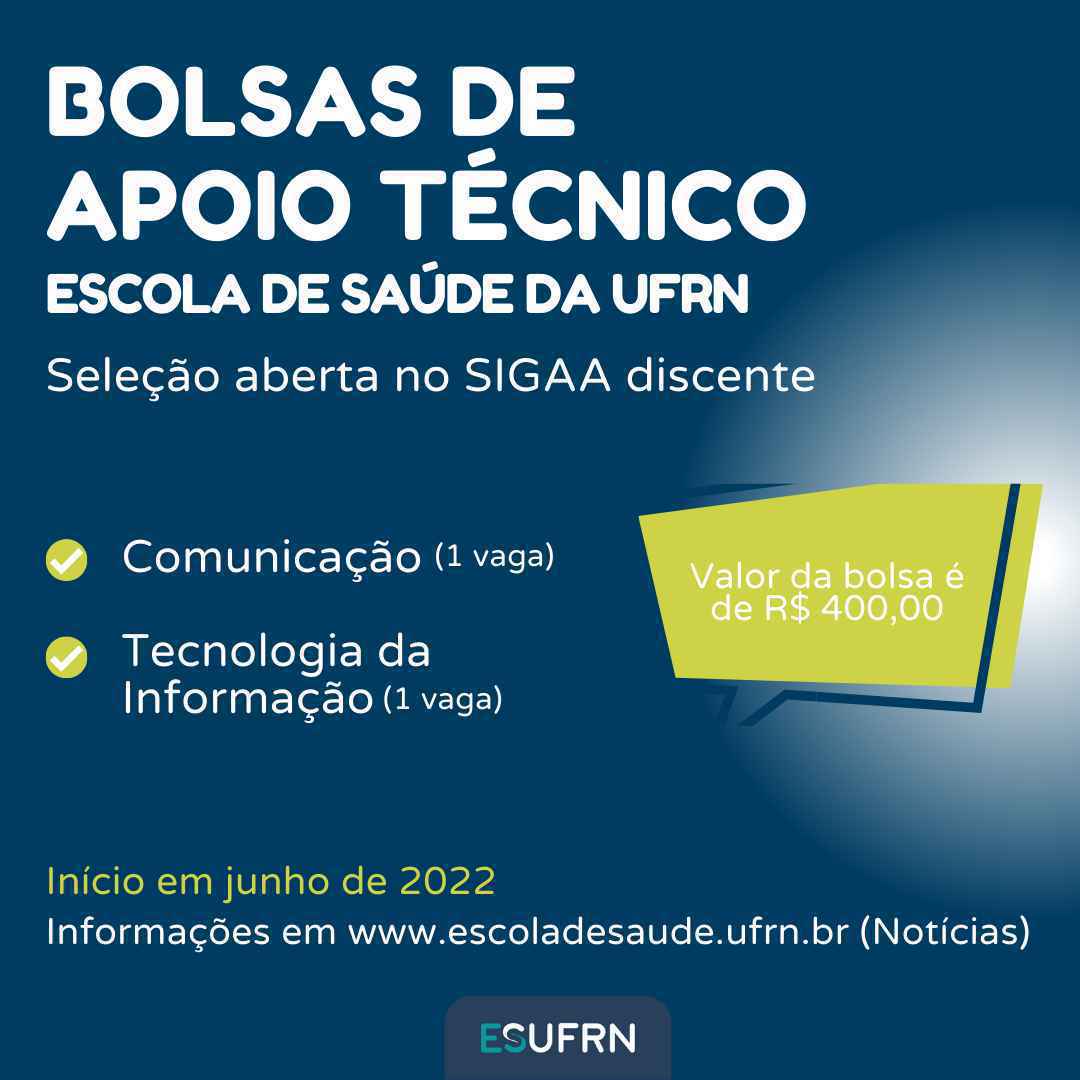 BOLSAS DE
APOIO TÉCNICO
ESCOLA DE SAÚDE DA UFRN
Seleção aberta no SIGAA discente
Comunicação (1 vaga)
Tecnologia da
Informação (1 vaga)
Valor da bolsa é
de R$ 400,00
Início em junho de 2022
Informações em www.escoladesaude.ufrn.br (Notícias)
ESUFRN